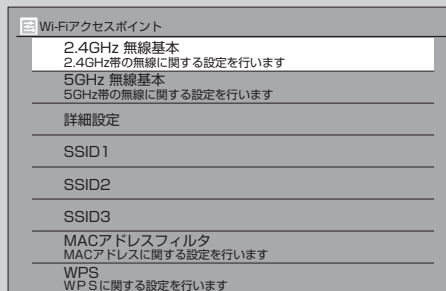 Wi-Fiアクセスポイント
2.4GHz 無線基本
2.4GHz帯の無線に関する設定を行います
5GHz 無線基本
5GHz帯の無線に関する設定を行います
詳細設定
SSID1
SSID2
SSID3
MACアドレスフィルタ
MACアドレスに関する設定を行います
WPS
ＷＰＳに関する設定を行います